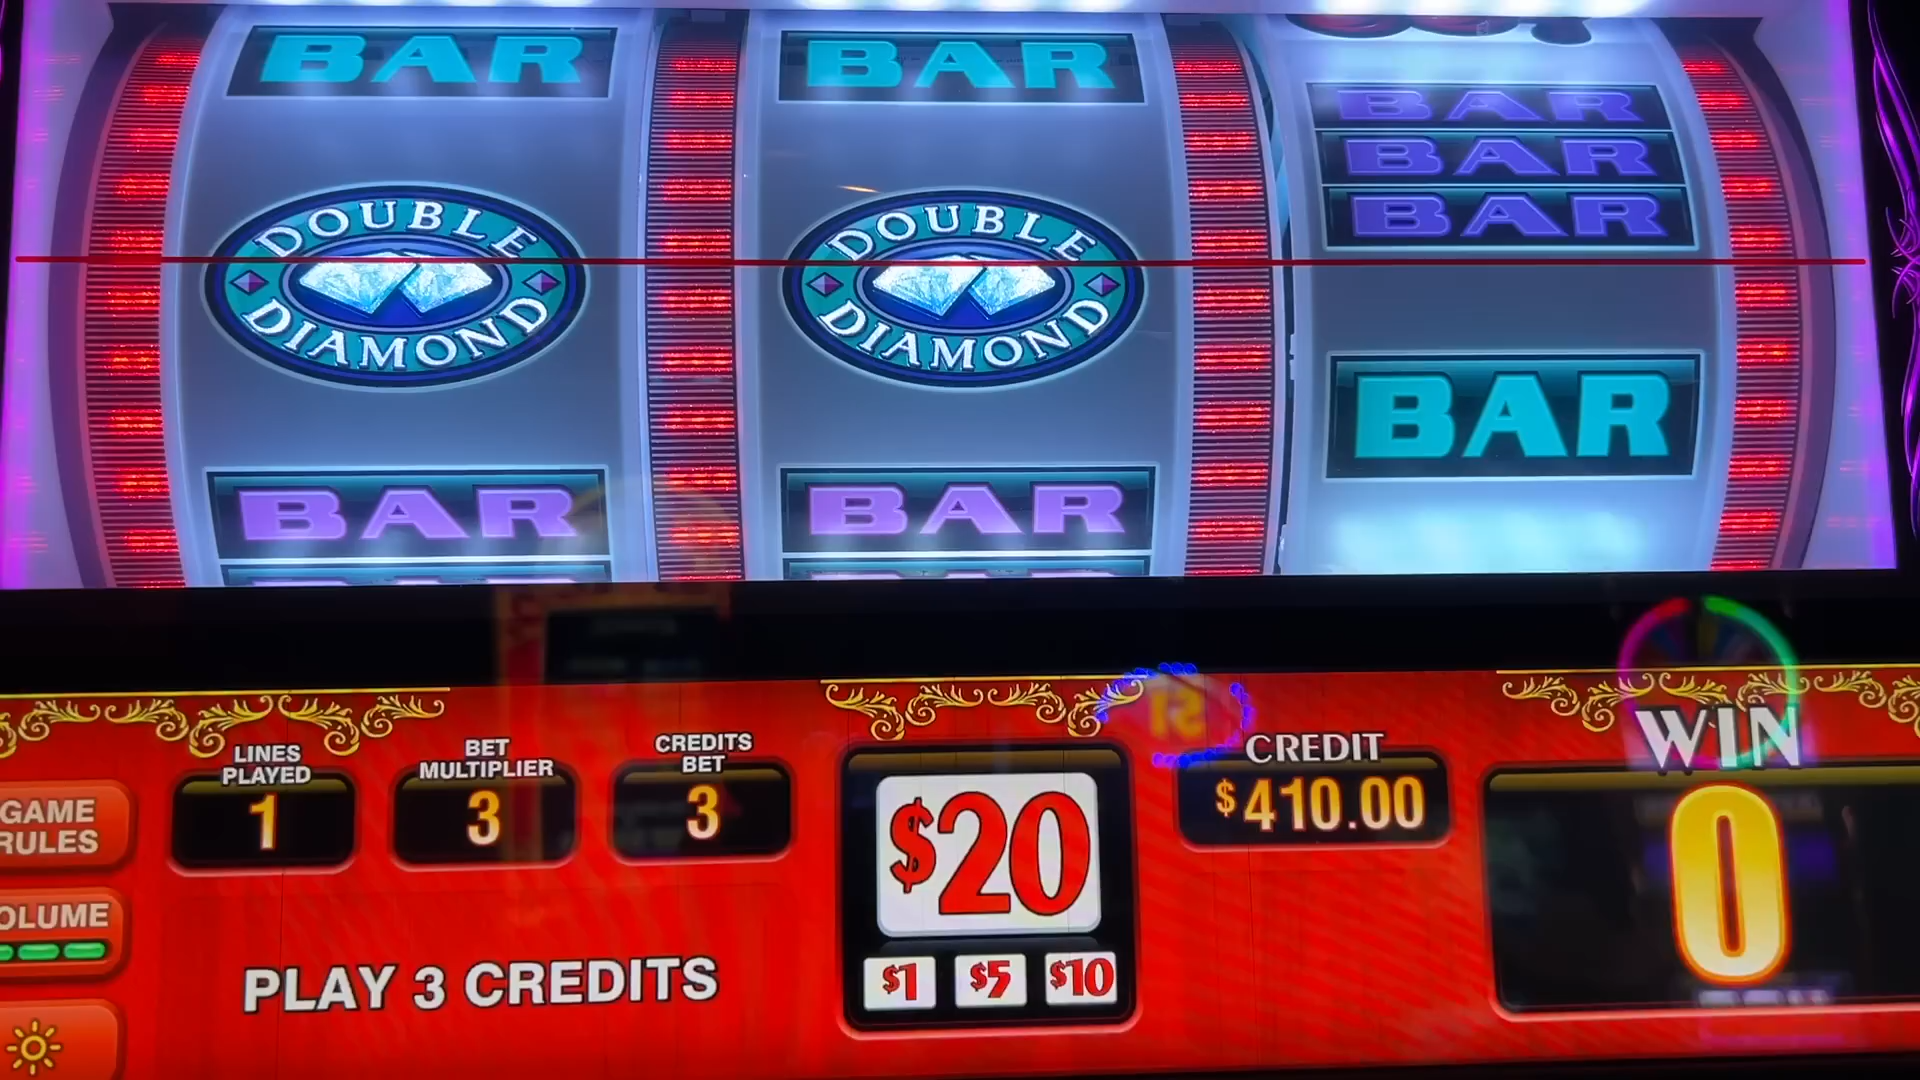 BAR
BAR
BAR
BAR
BAR
DOUBLE
DIAMOND
DOUBLE
DIAMOND
BAR
BAR
BAR
GAME
RULES
LINES
PLAYED
1
BET
MULTIPLIER
3
CREDITS
BET
3
$20
$1 $5 $10
CREDIT
$410.00
WIN
0
OLUME
PLAY 3 CREDITS